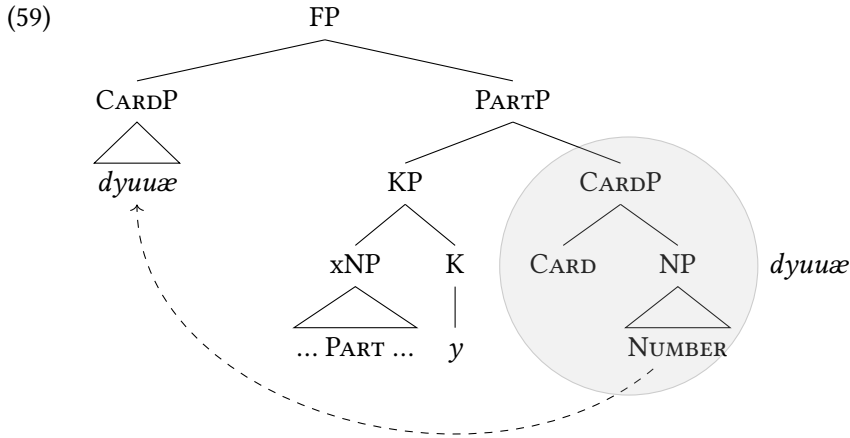 (59) FP
CARDP PARTP
dyuuæ KP CARDP
xNP K CARD NP dyuuæ
... PART ... y NUMBER